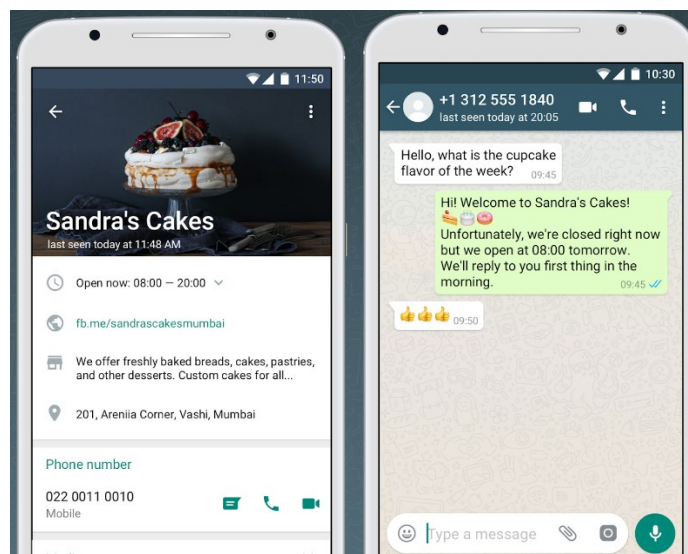 11:50
Sandra's Cakes
last seen today at 11:48 AM
Open now: 08:00 — 20:00
fb.me/sandrascakesmumbai
We offer freshly baked breads, cakes, pastries,
and other desserts. Custom cakes for all...
201, Areniia Corner, Vashi, Mumbai
Phone number
022 0011 0010
Mobile
10:30
+1 312 555 1840
last seen today at 20:05
Hello, what is the cupcake
flavor of the week? 09:45
Hi! Welcome to Sandra's Cakes!
🍰🎂🍩
Unfortunately, we're closed right now
but we open at 08:00 tomorrow.
We'll reply to you first thing in the
morning. 09:45
👍👍👍 09:50
Type a message